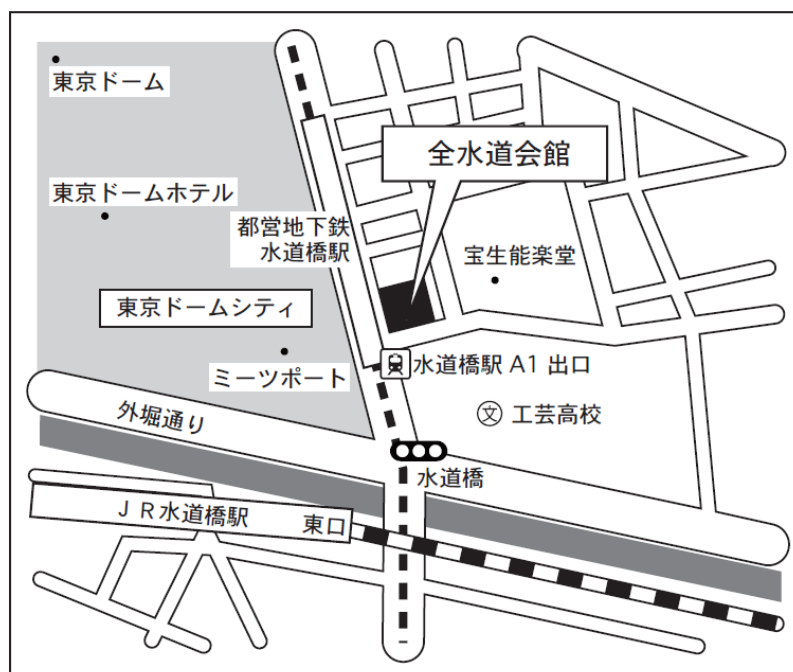 東京ドーム
全水道会館
東京ドームホテル
都営地下鉄
水道橋駅
宝生能楽堂
東京ドームシティ
ミーツポート
水道橋駅 A1 出口
外堀通り
文 工芸高校
水道橋
ＪＲ水道橋駅 東口